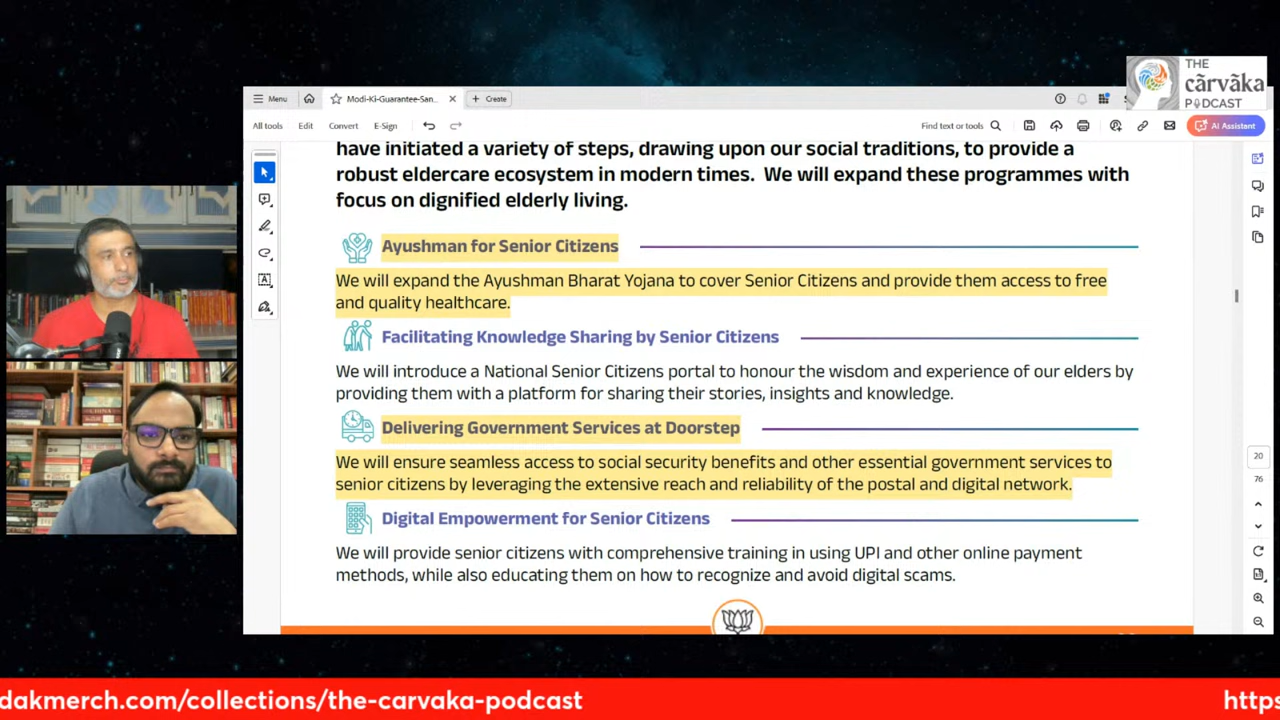 THE
cārvāka
PODCAST
Menu
Modi-Ki-Guarantee-San...
Create
All tools
Edit
Convert
E-Sign
Find text or tools
AI Assistant
have initiated a variety of steps, drawing upon our social traditions, to provide a
robust eldercare ecosystem in modern times. We will expand these programmes with
focus on dignified elderly living.
Ayushman for Senior Citizens
We will expand the Ayushman Bharat Yojana to cover Senior Citizens and provide them access to free
and quality healthcare.
Facilitating Knowledge Sharing by Senior Citizens
We will introduce a National Senior Citizens portal to honour the wisdom and experience of our elders by
providing them with a platform for sharing their stories, insights and knowledge.
Delivering Government Services at Doorstep
We will ensure seamless access to social security benefits and other essential government services to
senior citizens by leveraging the extensive reach and reliability of the postal and digital network.
Digital Empowerment for Senior Citizens
We will provide senior citizens with comprehensive training in using UPI and other online payment
methods, while also educating them on how to recognize and avoid digital scams.
20
76
dakmerch.com/collections/the-carvaka-podcast
https